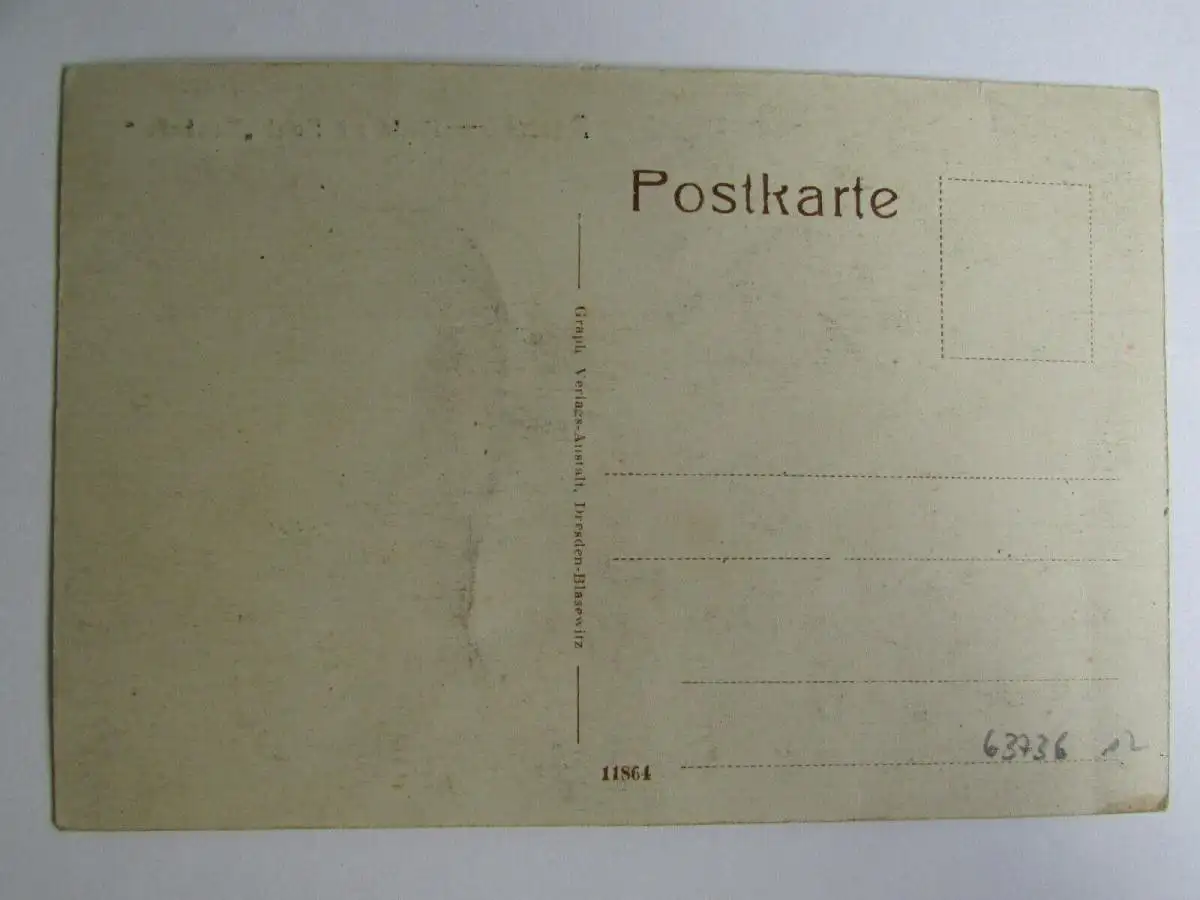 Postkarte
Graph. Verlags-Anstalt, Dresden-Blasewitz
11864
63736